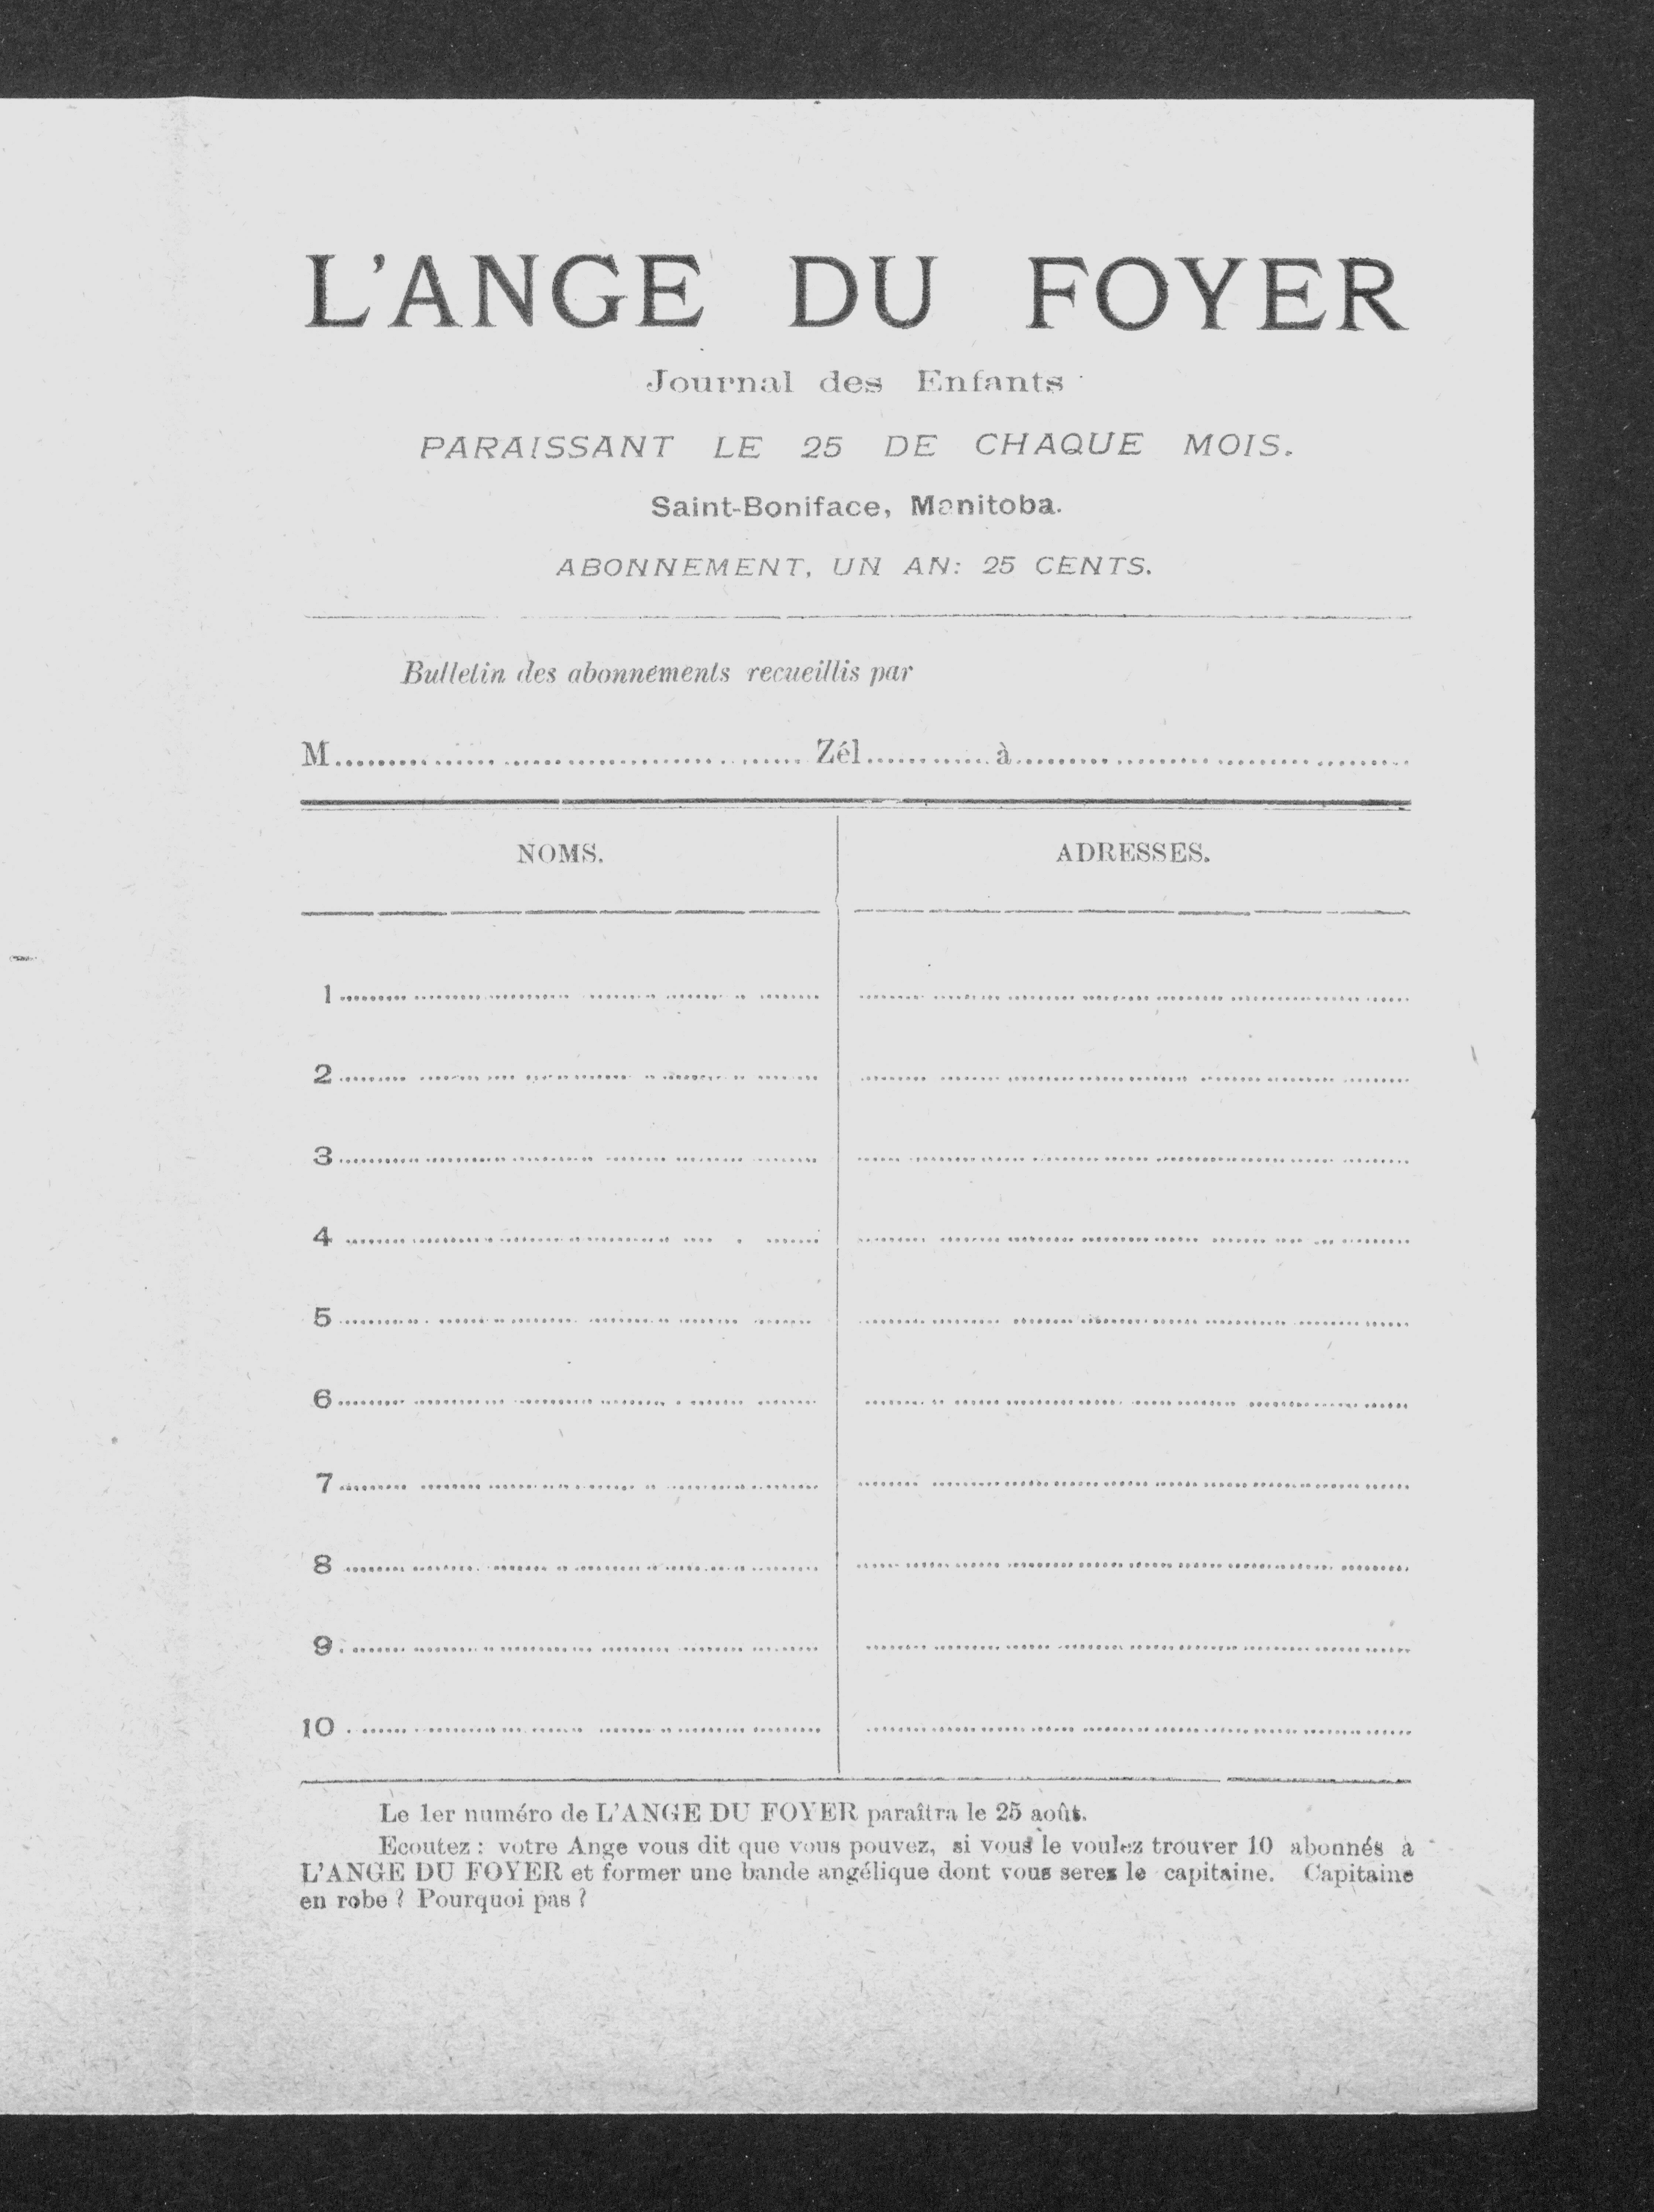 L'ANGE DU FOYER
Journal des Enfants
PARAISSANT LE 25 DE CHAQUE MOIS.
Saint-Boniface, Manitoba.
ABONNEMENT, UN AN: 25 CENTS.
Bulletin des abonnements recueillis par
M.......................................... Zél............à....................................
NOMS. ADRESSES.
1
2
3
4
5
6
7
8
9
10
Le 1er numéro de L'ANGE DU FOYER paraîtra le 25 août.
Ecoutez : votre Ange vous dit que vous pouvez, si vous le voulez trouver 10 abonnés à
L'ANGE DU FOYER et former une bande angélique dont vous serez le capitaine. Capitaine
en robe ? Pourquoi pas ?